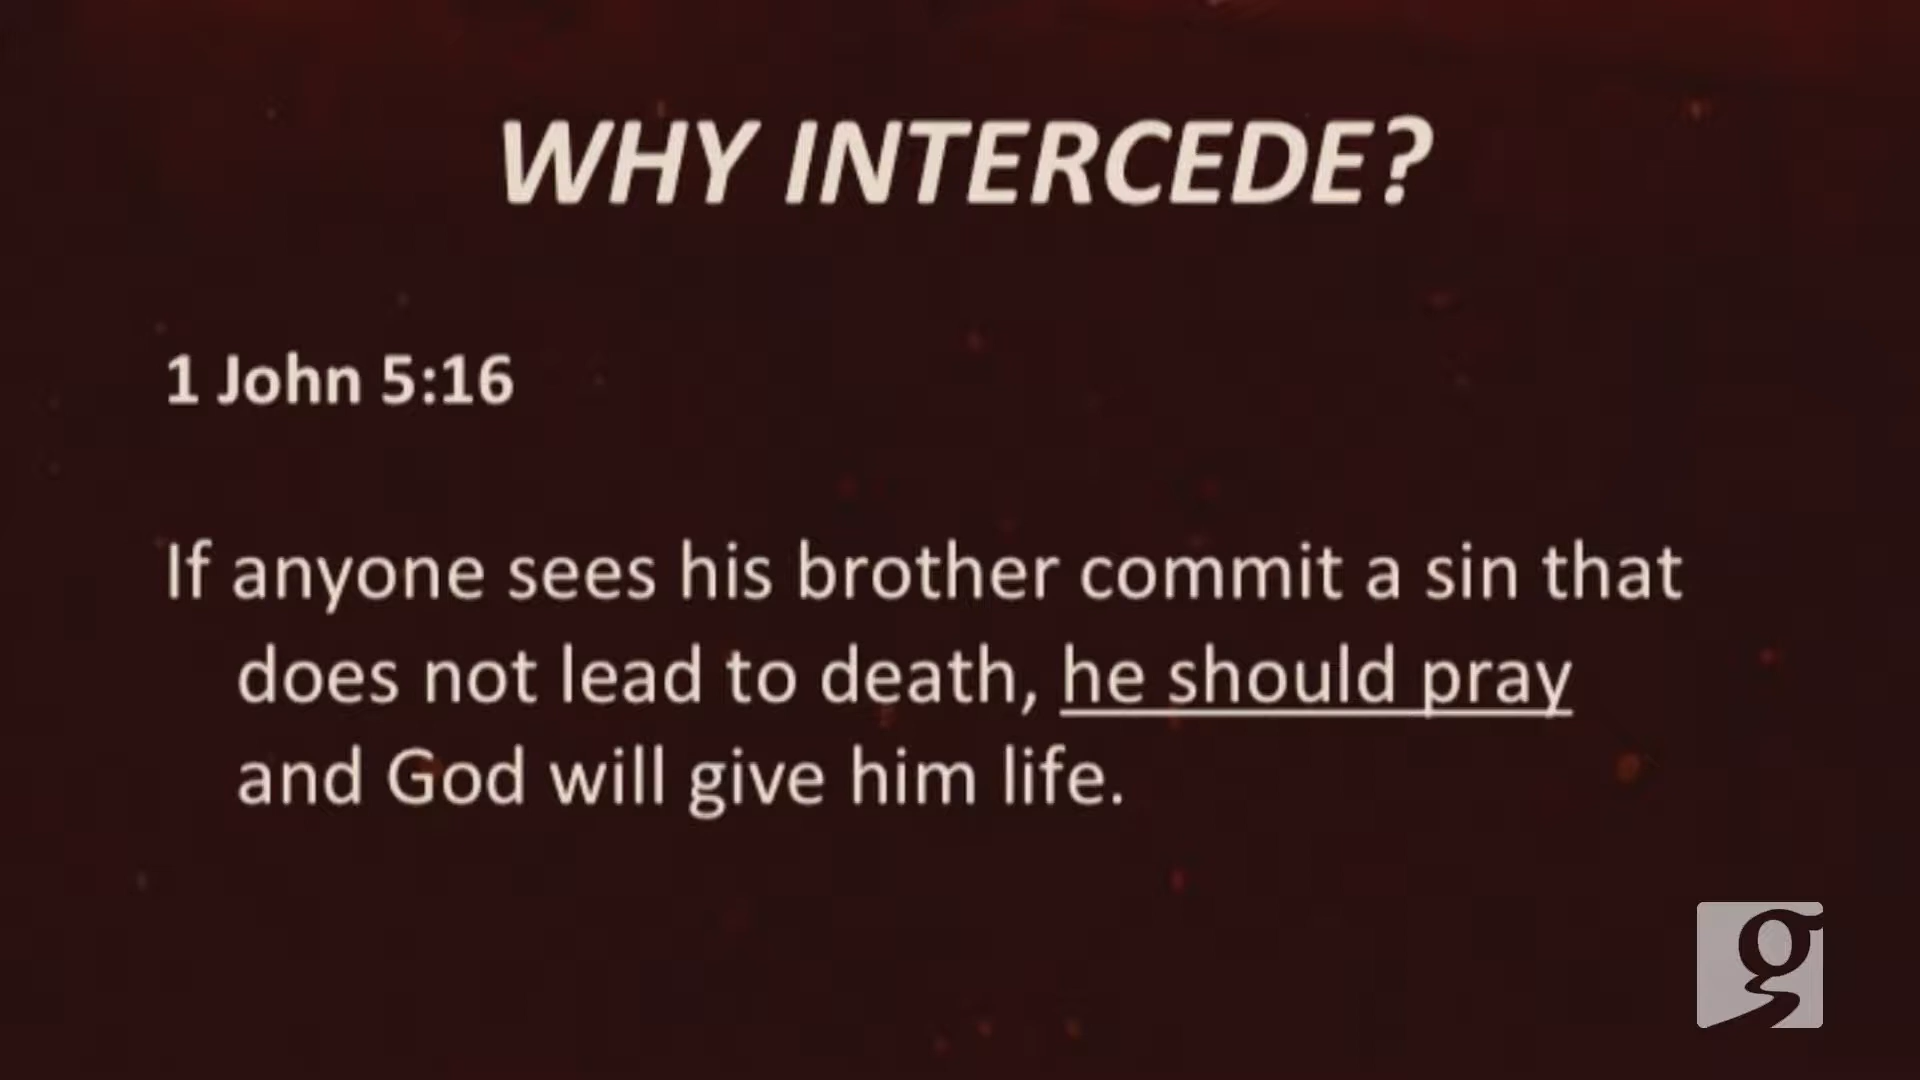 WHY INTERCEDE?
1 John 5:16
If anyone sees his brother commit a sin that
does not lead to death, he should pray
and God will give him life.
g